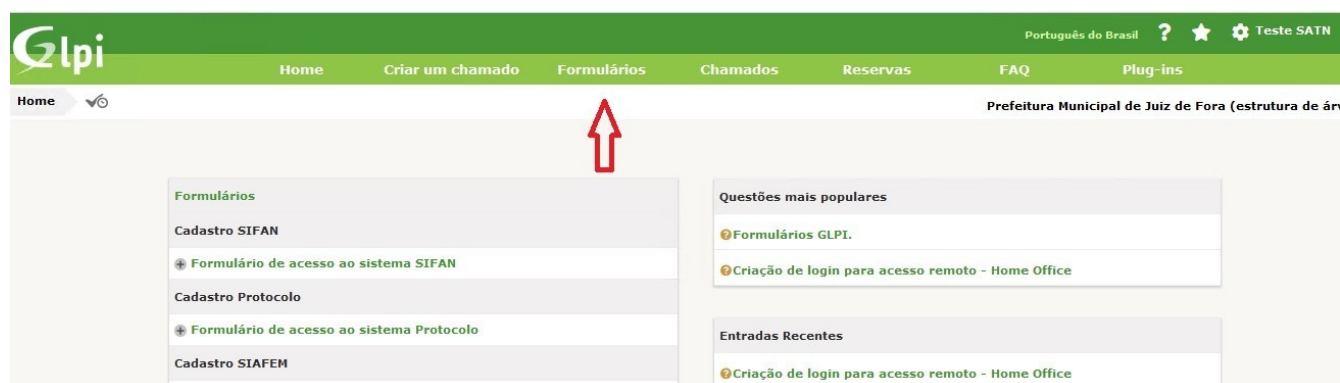 Glpi
Português do Brasil ? Teste SATN
Home Criar um chamado Formulários Chamados Reservas FAQ Plug-ins
Home
Prefeitura Municipal de Juiz de Fora (estrutura de
Formulários
Cadastro SIFAN
Formulário de acesso ao sistema SIFAN
Cadastro Protocolo
Formulário de acesso ao sistema Protocolo
Cadastro SIAFEM
Questões mais populares
Formulários GLPI.
Criação de login para acesso remoto - Home Office
Entradas Recentes
Criação de login para acesso remoto - Home Office